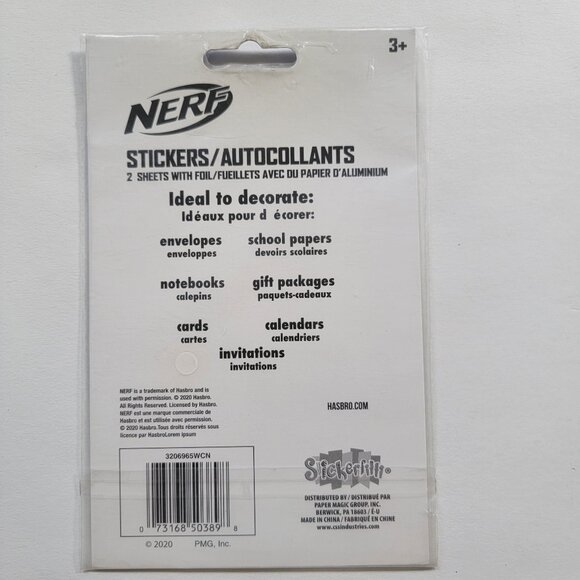 3+
NERF
STICKERS/AUTOCOLLANTS
2 SHEETS WITH FOIL/FUEILLETS AVEC DU PAPIER D'ALUMINIUM
Ideal to decorate:
Idéaux pour d écorer:
envelopes school papers
enveloppes devoirs scolaires
notebooks gift packages
calepins paquets-cadeaux
cards calendars
cartes calendriers
invitations
invitations
NERF is a trademark of Hasbro and is
used with permission. © 2020 Hasbro.
All Rights Reserved. Licensed by Hasbro.
NERF est une marque commerciale de
Hasbro et est utilisée avec permission.
© 2020 Hasbro.Tous droits réservés sous
licence par HasbroLorem ipsum
HASBRO.COM
3206965WCN
0 73168 50389 8
© 2020 PMG, Inc.
Stickerfitti®
DISTRIBUTED BY / DISTRIBUÉ PAR
PAPER MAGIC GROUP, INC.
BERWICK, PA 18603 / É-U
MADE IN CHINA / FABRIQUÉ EN CHINE
www.cssindustries.com